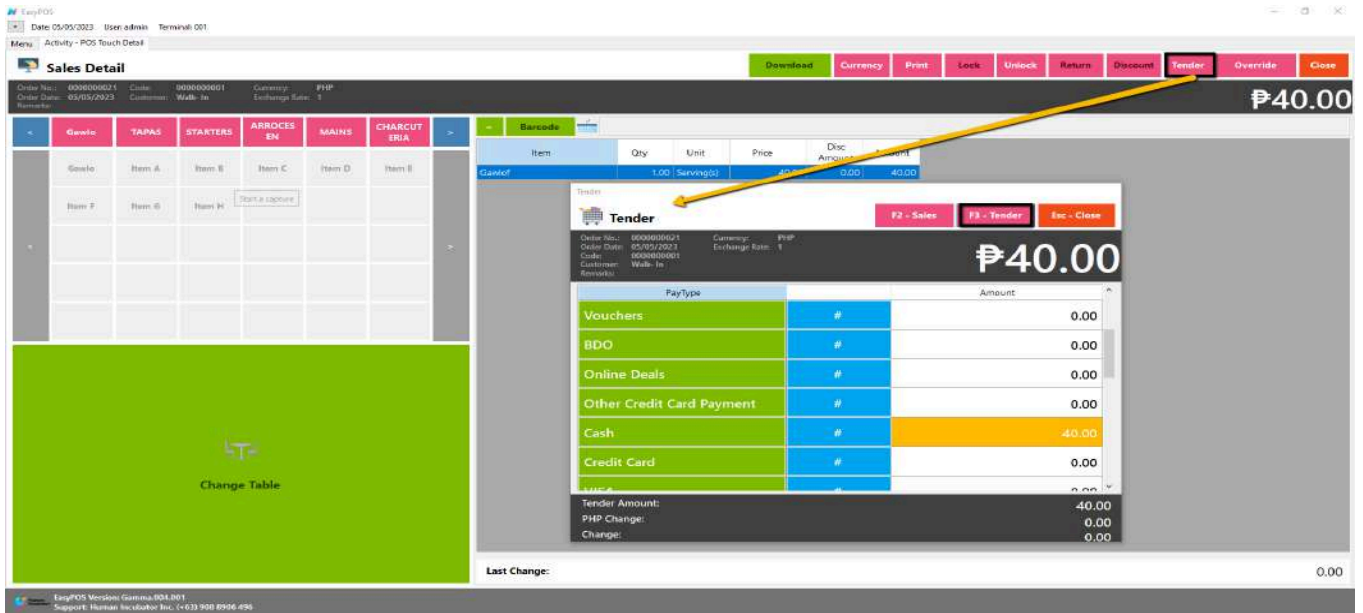 EasyPOS
Date: 05/05/2023 User: admin Terminal: 001
Menu Activity - POS Touch Detail
Sales Detail
Download Currency Print Lock Unlock Return Discount Tender Override Close
Order No.: 0000000021 Code: 0000000001 Currency: PHP
Order Date: 05/05/2023 Customer: Walk- In Exchange Rate: 1
Remarks:
₱40.00
< Gawlo TAPAS STARTERS ARROCES EN MAINS CHARCUT ERIA >
Gawlo Item A Item B Item C Item D Item E
Item F Item G Item H
Start a capture
< >
Change Table
- Barcode
Item Qty Unit Price Disc Amount
Gawlof 1.00 Serving(s) 0.00 40.00
Tender
Tender
F2 - Sales F3 - Tender Esc - Close
Order No.: 0000000021 Currency: PHP
Order Date: 05/05/2023 Exchange Rate: 1
Code: 0000000001
Customer: Walk- In
Remarks:
₱40.00
PayType Amount
Vouchers # 0.00
BDO # 0.00
Online Deals # 0.00
Other Credit Card Payment # 0.00
Cash # 40.00
Credit Card # 0.00
VISA
Tender Amount: 40.00
PHP Change: 0.00
Change: 0.00
Last Change: 0.00
EasyPOS Version: Gamma.004.001
Support: Human Incubator Inc. (+63) 908 8906 496